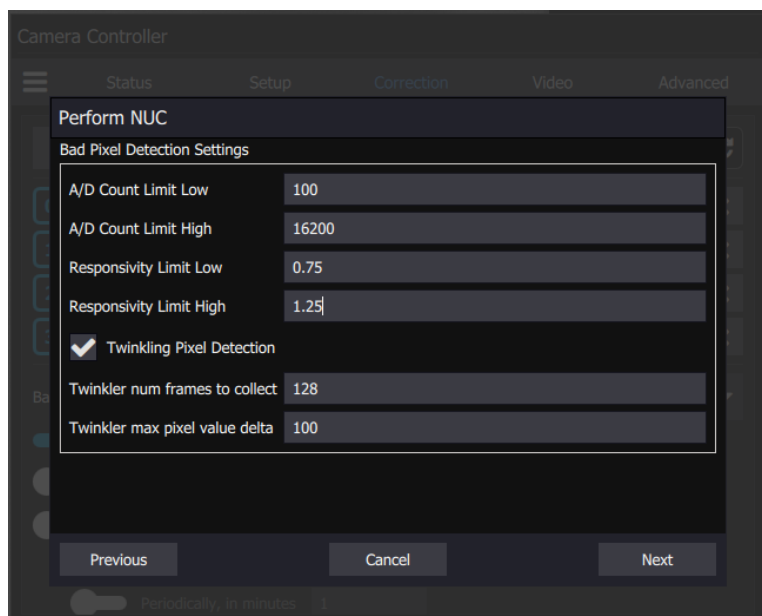 Camera Controller
Status Setup Correction Video Advanced
Perform NUC
Bad Pixel Detection Settings
A/D Count Limit Low 100
A/D Count Limit High 16200
Responsivity Limit Low 0.75
Responsivity Limit High 1.25
Twinkling Pixel Detection
Twinkler num frames to collect 128
Ba
Twinkler max pixel value delta 100
Previous Cancel Next
Periodically, in minutes 1